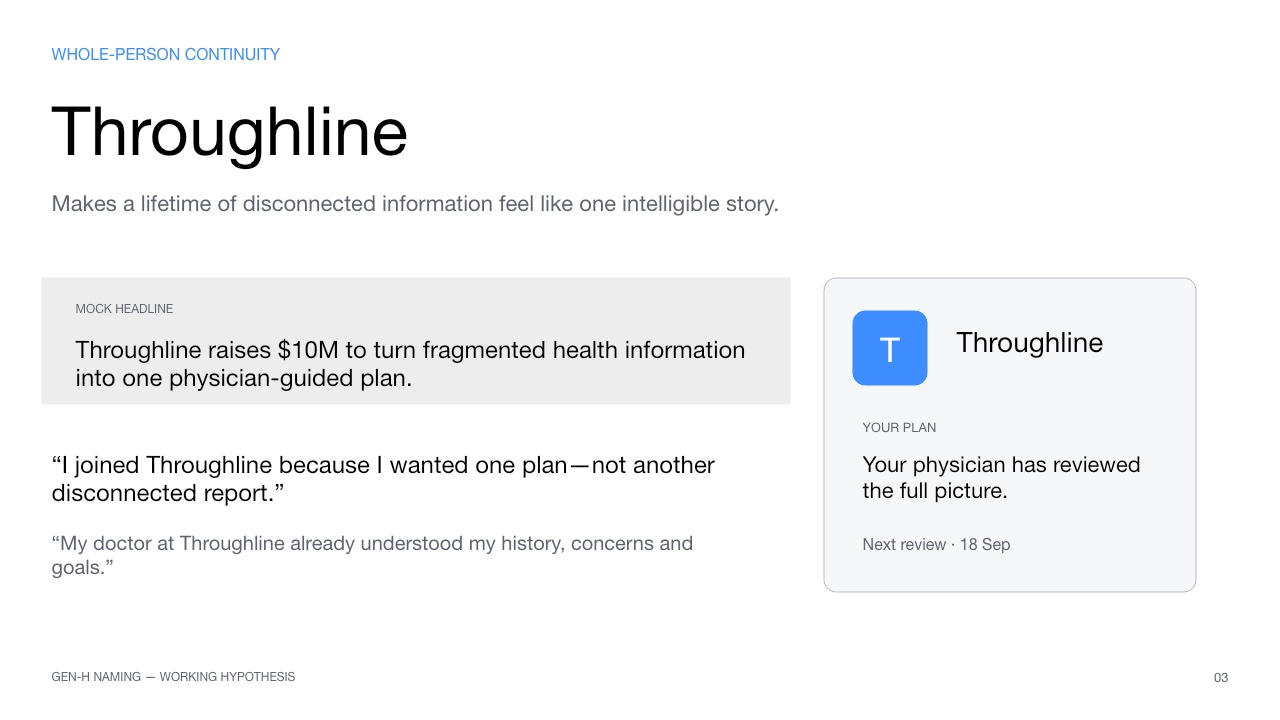 WHOLE-PERSON CONTINUITY
Throughline
Makes a lifetime of disconnected information feel like one intelligible story.
MOCK HEADLINE
Throughline raises $10M to turn fragmented health information
into one physician-guided plan.
“I joined Throughline because I wanted one plan—not another
disconnected report.”
“My doctor at Throughline already understood my history, concerns and
goals.”
T
Throughline
YOUR PLAN
Your physician has reviewed
the full picture.
Next review · 18 Sep
GEN-H NAMING — WORKING HYPOTHESIS
03